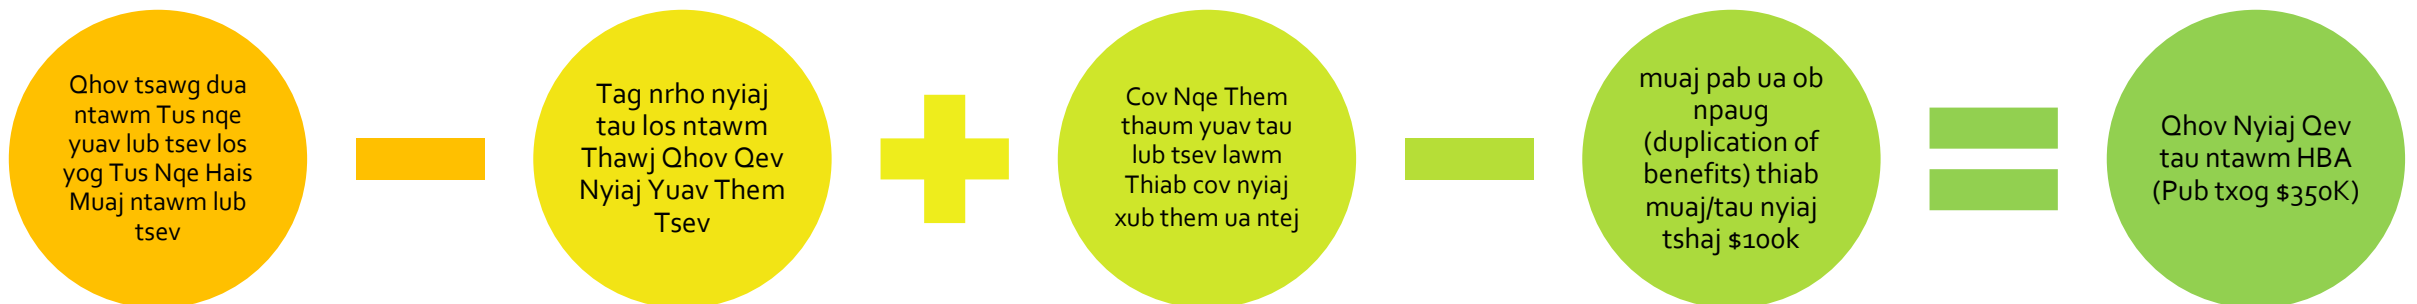 Qhov tsawg dua
ntawm Tus nqe
yuav lub tsev los
yog Tus Nqe Hais
Muaj ntawm lub
tsev
Tag nrho nyiaj
tau los ntawm
Thawj Qhov Qev
Nyiaj Yuav Them
Tsev
Cov Nqe Them
thaum yuav tau
lub tsev lawm
Thiab cov nyiaj
xub them ua ntej
muaj pab ua ob
npaug
(duplication of
benefits) thiab
muaj/tau nyiaj
tshaj $100k
Qhov Nyiaj Qev
tau ntawm HBA
(Pub txog $350K)